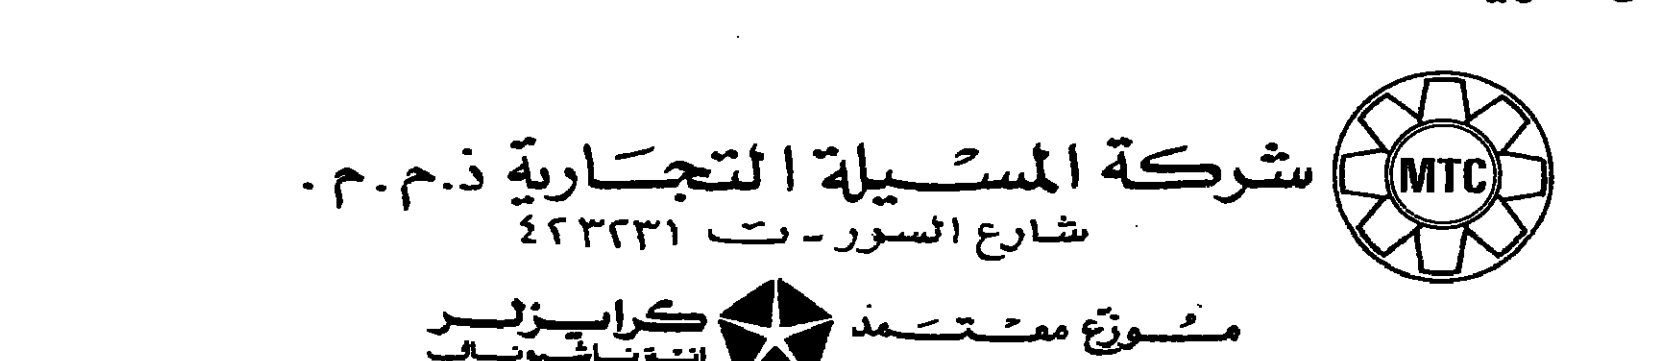 MTC
شركة المسيلة التجارية ذ.م.م.
شارع السور - ت ٤٢٣٢٣١
موزع معتمد كرايزلر